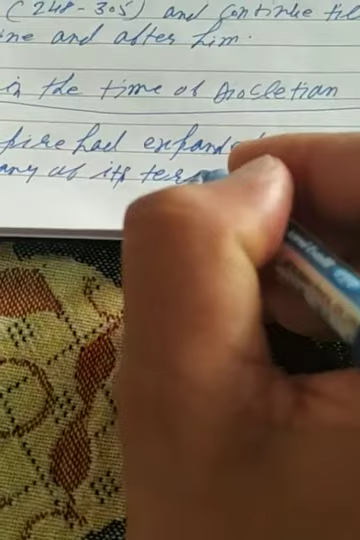 (248-305) and continue til
ine and after him.
in the time of Diocletian
pire had expand
any of its ter